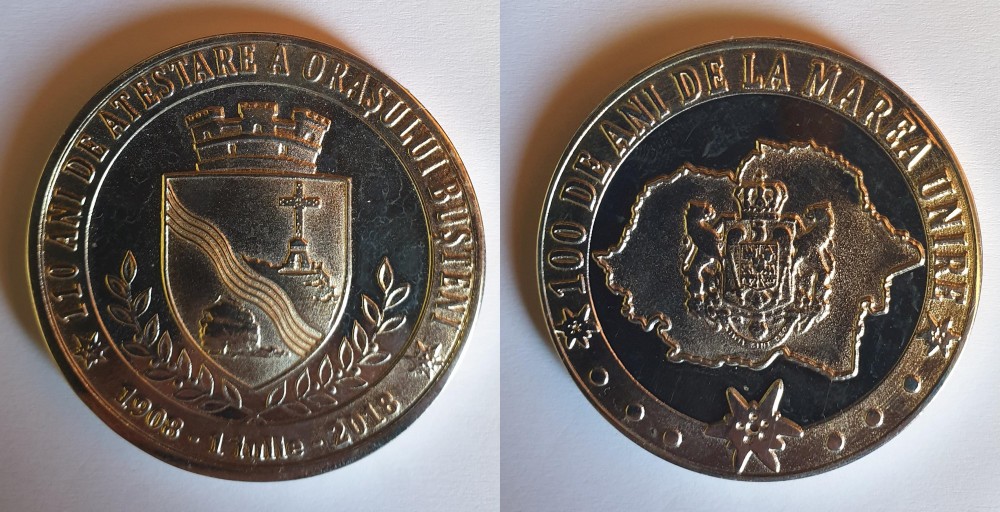 110 ANI DE ATESTARE A ORAȘULUI BUȘTENI
1908 - 1 Iulie - 2018
100 DE ANI DE LA MAREA UNIRE